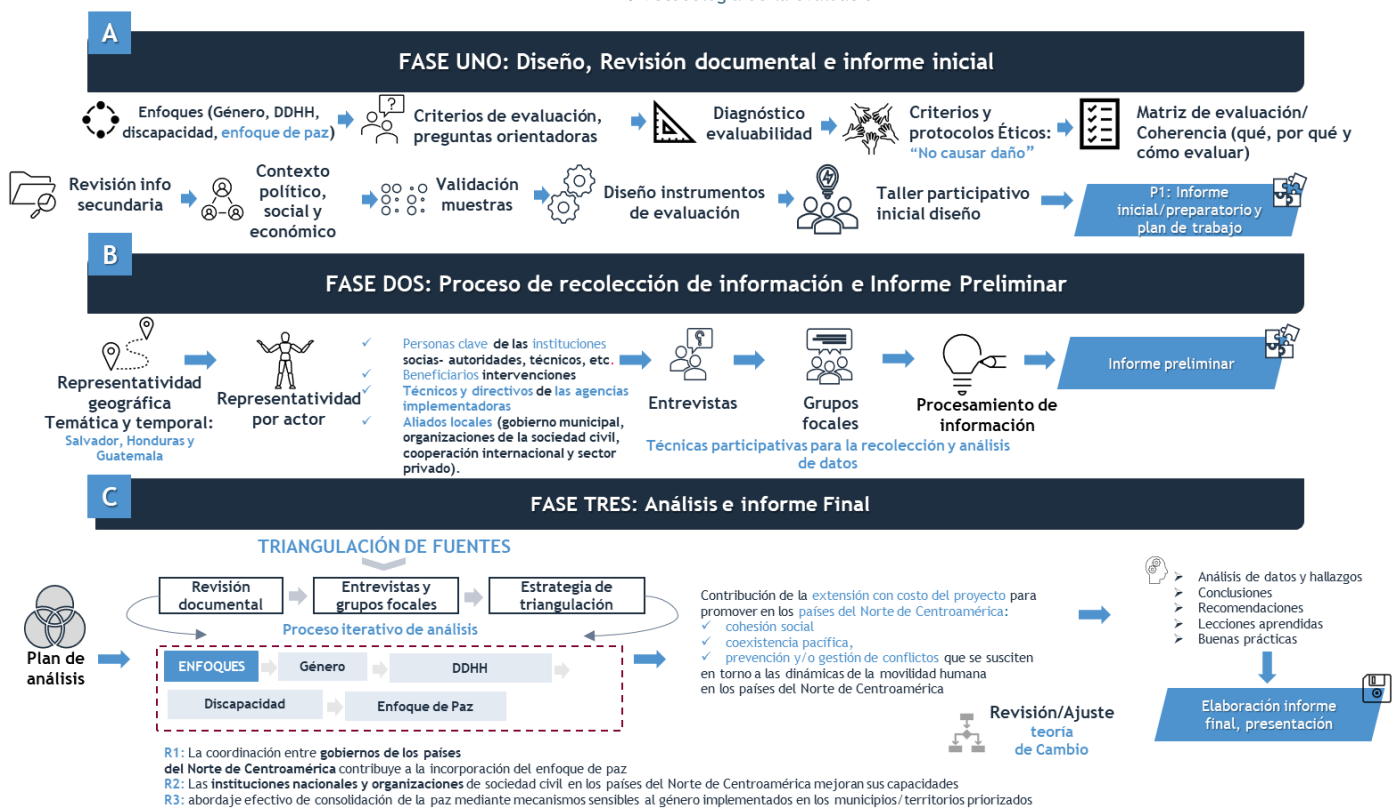 A
FASE UNO: Diseño, Revisión documental e informe inicial
Enfoques (Género, DDHH,
discapacidad, enfoque de paz)
Criterios de evaluación,
preguntas orientadoras
Diagnóstico
evaluabilidad
Criterios y
protocolos Éticos:
“No causar daño”
Matriz de evaluación/
Coherencia (qué, por qué y
cómo evaluar)
Revisión info
secundaria
Contexto
político,
social y
económico
Validación
muestras
Diseño instrumentos
de evaluación
Taller participativo
inicial diseño
P1: Informe
inicial/preparatorio y
plan de trabajo
B
FASE DOS: Proceso de recolección de información e Informe Preliminar
Representatividad
geográfica
Temática y temporal:
Salvador, Honduras y
Guatemala
Representatividad
por actor
✓ Personas clave de las instituciones
socias- autoridades, técnicos, etc.
✓ Beneficiarios intervenciones
✓ Técnicos y directivos de las agencias
implementadoras
✓ Aliados locales (gobierno municipal,
organizaciones de la sociedad civil,
cooperación internacional y sector
privado).
Entrevistas
Grupos
focales
Procesamiento de
información
Técnicas participativas para la recolección y análisis
de datos
Informe preliminar
C
FASE TRES: Análisis e informe Final
TRIANGULACIÓN DE FUENTES
Plan de
análisis
Revisión
documental
Entrevistas y
grupos focales
Estrategia de
triangulación
Proceso iterativo de análisis
ENFOQUES
Género
DDHH
Discapacidad
Enfoque de Paz
Contribución de la extensión con costo del proyecto para
promover en los países del Norte de Centroamérica:
✓ cohesión social
✓ coexistencia pacífica,
✓ prevención y/o gestión de conflictos que se susciten
en torno a las dinámicas de la movilidad humana
en los países del Norte de Centroamérica
Revisión/Ajuste
teoría
de Cambio
➢ Análisis de datos y hallazgos
➢ Conclusiones
➢ Recomendaciones
➢ Lecciones aprendidas
➢ Buenas prácticas
Elaboración informe
final, presentación
R1: La coordinación entre gobiernos de los países
del Norte de Centroamérica contribuye a la incorporación del enfoque de paz
R2: Las instituciones nacionales y organizaciones de sociedad civil en los países del Norte de Centroamérica mejoran sus capacidades
R3: abordaje efectivo de consolidación de la paz mediante mecanismos sensibles al género implementados en los municipios/territorios priorizados